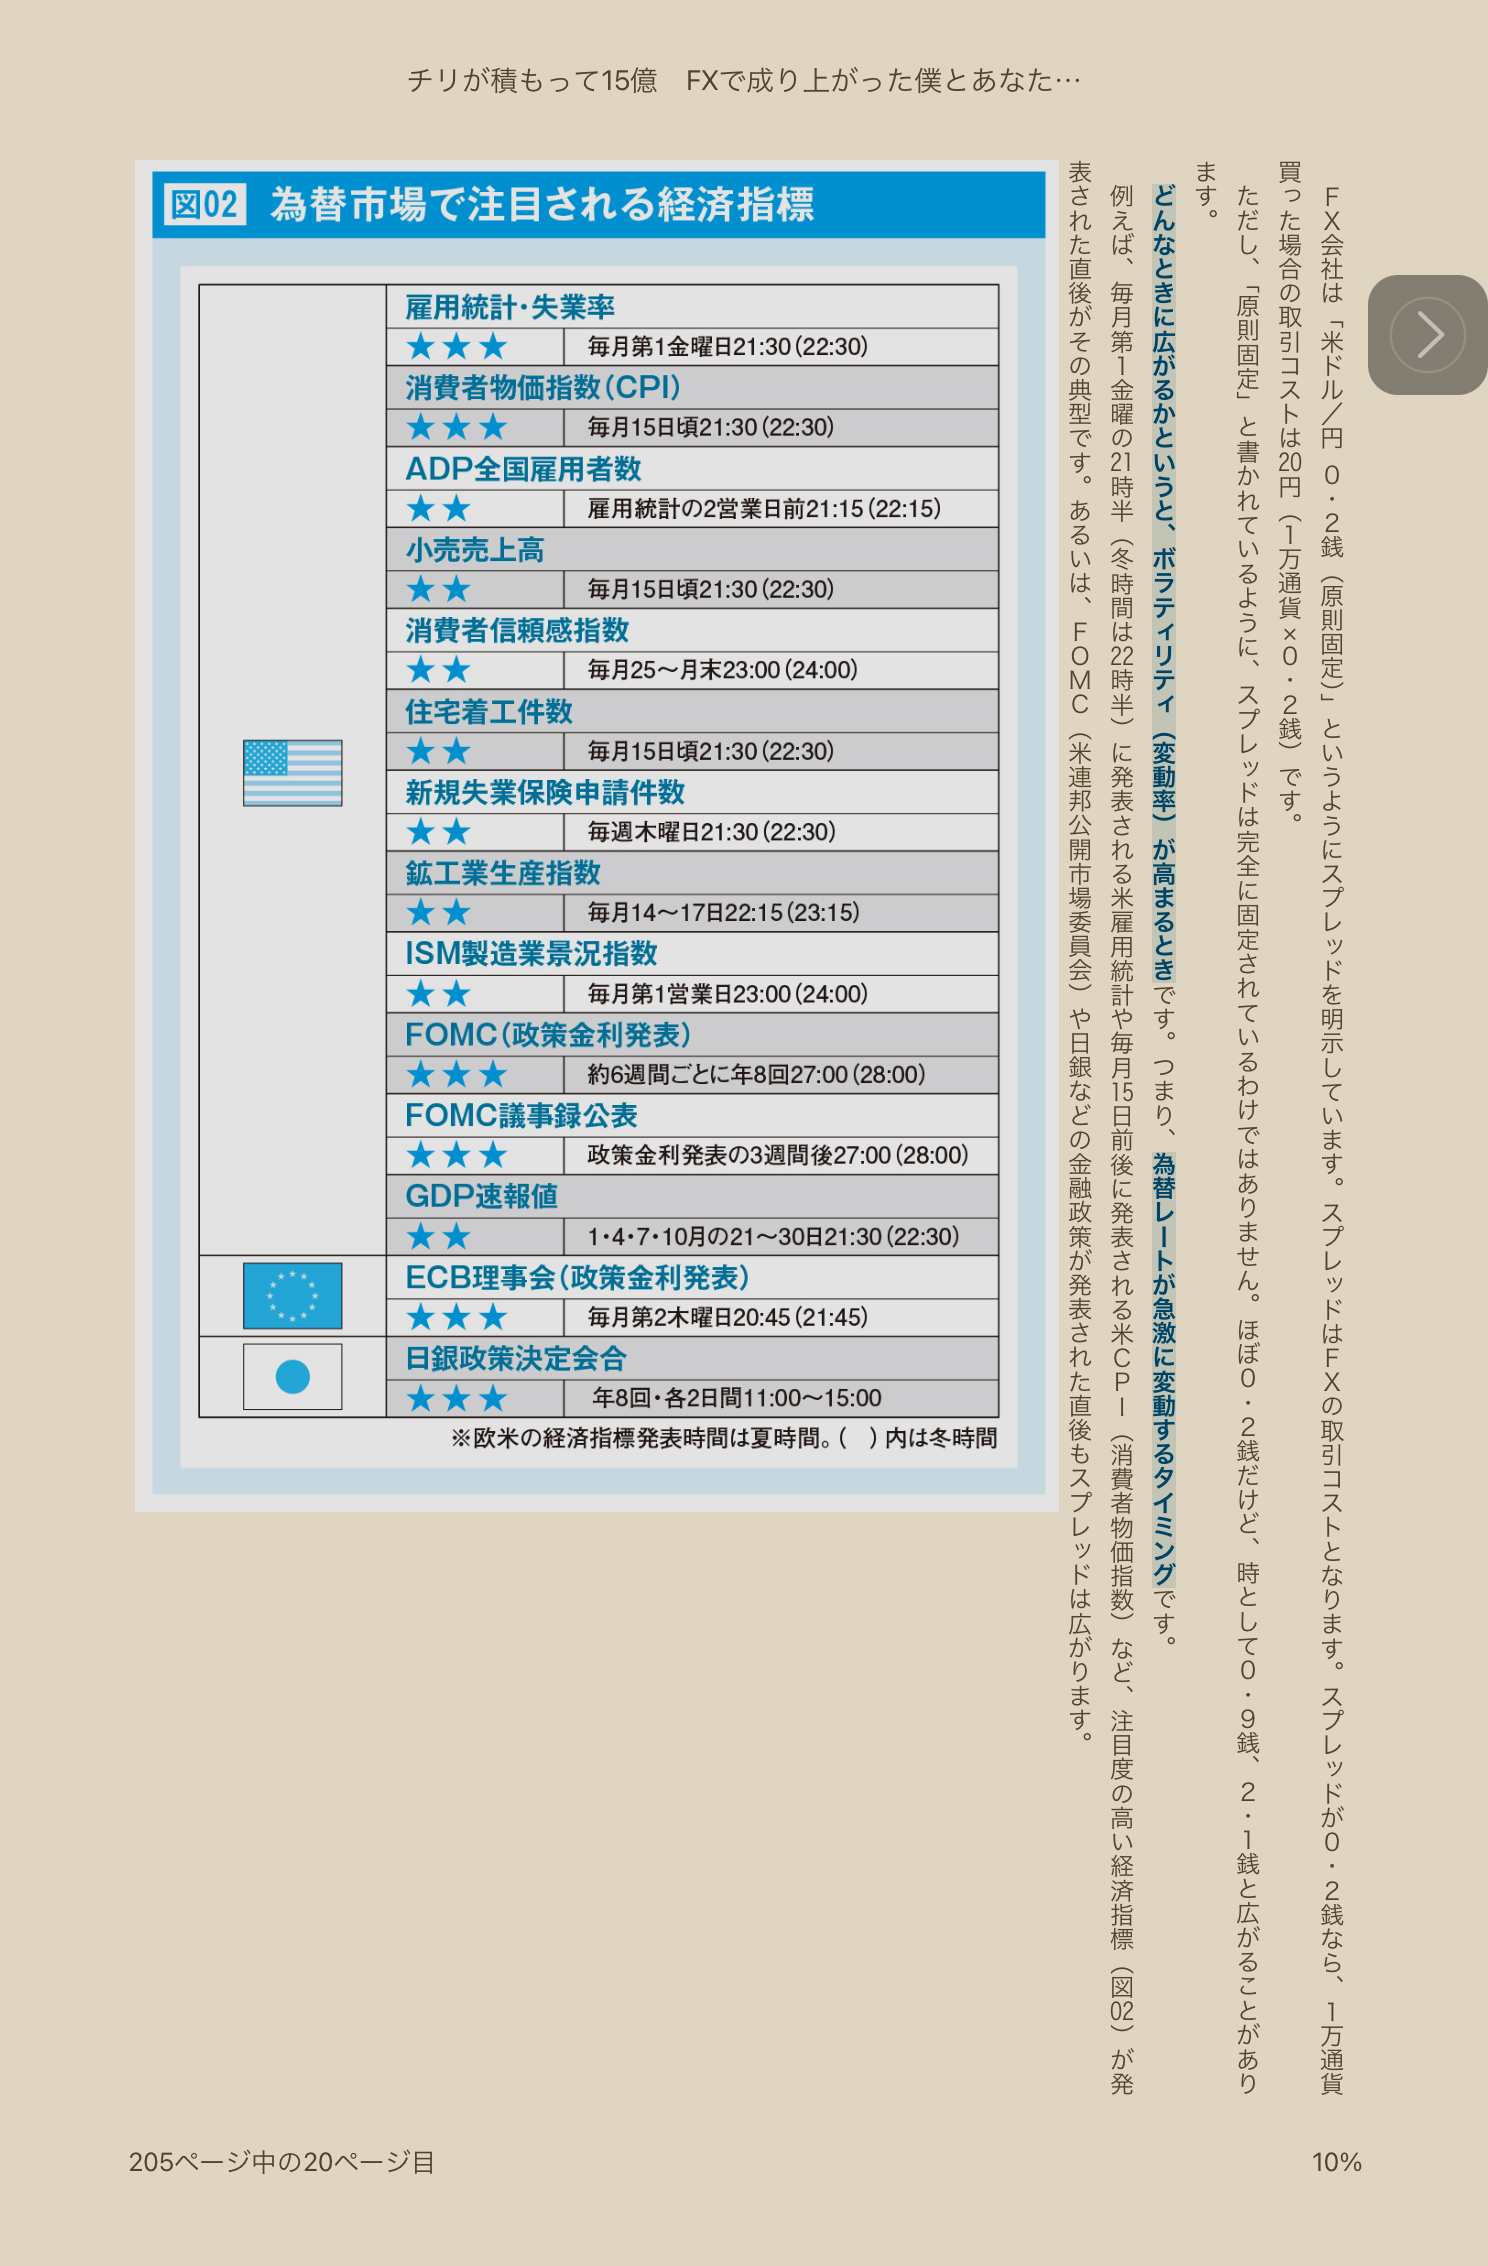 チリが積もって15億　FXで成り上がった僕とあなた…
ＦＸ会社は「米ドル／円 ０・２銭（原則固定）」というようにスプレッドを明示しています。スプレッドはＦＸの取引コストとなります。スプレッドが０・２銭なら、１万通貨
買った場合の取引コストは20円（１万通貨×０・２銭）です。
ただし、「原則固定」と書かれているように、スプレッドは完全に固定されているわけではありません。ほぼ０・２銭だけど、時として０・９銭、２・１銭と広がることがあり
ます。
どんなときに広がるかというと、ボラティリティ（変動率）が高まるときです。つまり、為替レートが急激に変動するタイミングです。
例えば、毎月第１金曜の21時半（冬時間は22時半）に発表される米雇用統計や毎月15日前後に発表される米ＣＰＩ（消費者物価指数）など、注目度の高い経済指標（図02）が発
表された直後がその典型です。あるいは、ＦＯＭＣ（米連邦公開市場委員会）や日銀などの金融政策が発表された直後もスプレッドは広がります。
図02 為替市場で注目される経済指標
雇用統計・失業率
★★★ 毎月第1金曜日21:30（22:30）
消費者物価指数（CPI）
★★★ 毎月15日頃21:30（22:30）
ADP全国雇用者数
★★ 雇用統計の2営業日前21:15（22:15）
小売売上高
★★ 毎月15日頃21:30（22:30）
消費者信頼感指数
★★ 毎月25〜月末23:00（24:00）
住宅着工件数
★★ 毎月15日頃21:30（22:30）
新規失業保険申請件数
★★ 毎週木曜日21:30（22:30）
鉱工業生産指数
★★ 毎月14〜17日22:15（23:15）
ISM製造業景況指数
★★ 毎月第1営業日23:00（24:00）
FOMC（政策金利発表）
★★★ 約6週間ごとに年8回27:00（28:00）
FOMC議事録公表
★★★ 政策金利発表の3週間後27:00（28:00）
GDP速報値
★★ 1・4・7・10月の21〜30日21:30（22:30）
ECB理事会（政策金利発表）
★★★ 毎月第2木曜日20:45（21:45）
日銀政策決定会合
★★★ 年8回・各2日間11:00〜15:00
※欧米の経済指標発表時間は夏時間。（　）内は冬時間
205ページ中の20ページ目
10%